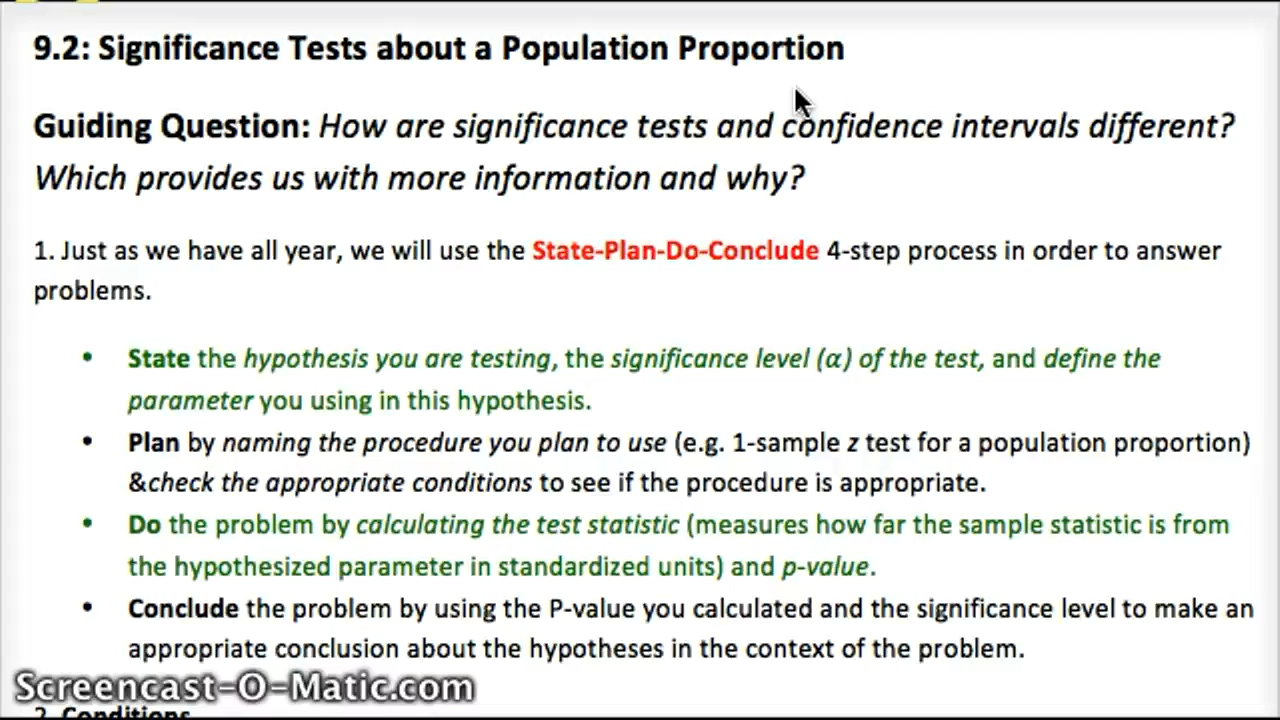 9.2: Significance Tests about a Population Proportion
Guiding Question: How are significance tests and confidence intervals different?
Which provides us with more information and why?
1. Just as we have all year, we will use the State-Plan-Do-Conclude 4-step process in order to answer
problems.
• State the hypothesis you are testing, the significance level (α) of the test, and define the
parameter you using in this hypothesis.
• Plan by naming the procedure you plan to use (e.g. 1-sample z test for a population proportion)
&check the appropriate conditions to see if the procedure is appropriate.
• Do the problem by calculating the test statistic (measures how far the sample statistic is from
the hypothesized parameter in standardized units) and p-value.
• Conclude the problem by using the P-value you calculated and the significance level to make an
appropriate conclusion about the hypotheses in the context of the problem.
Screencast-O-Matic.com
2. Conditions